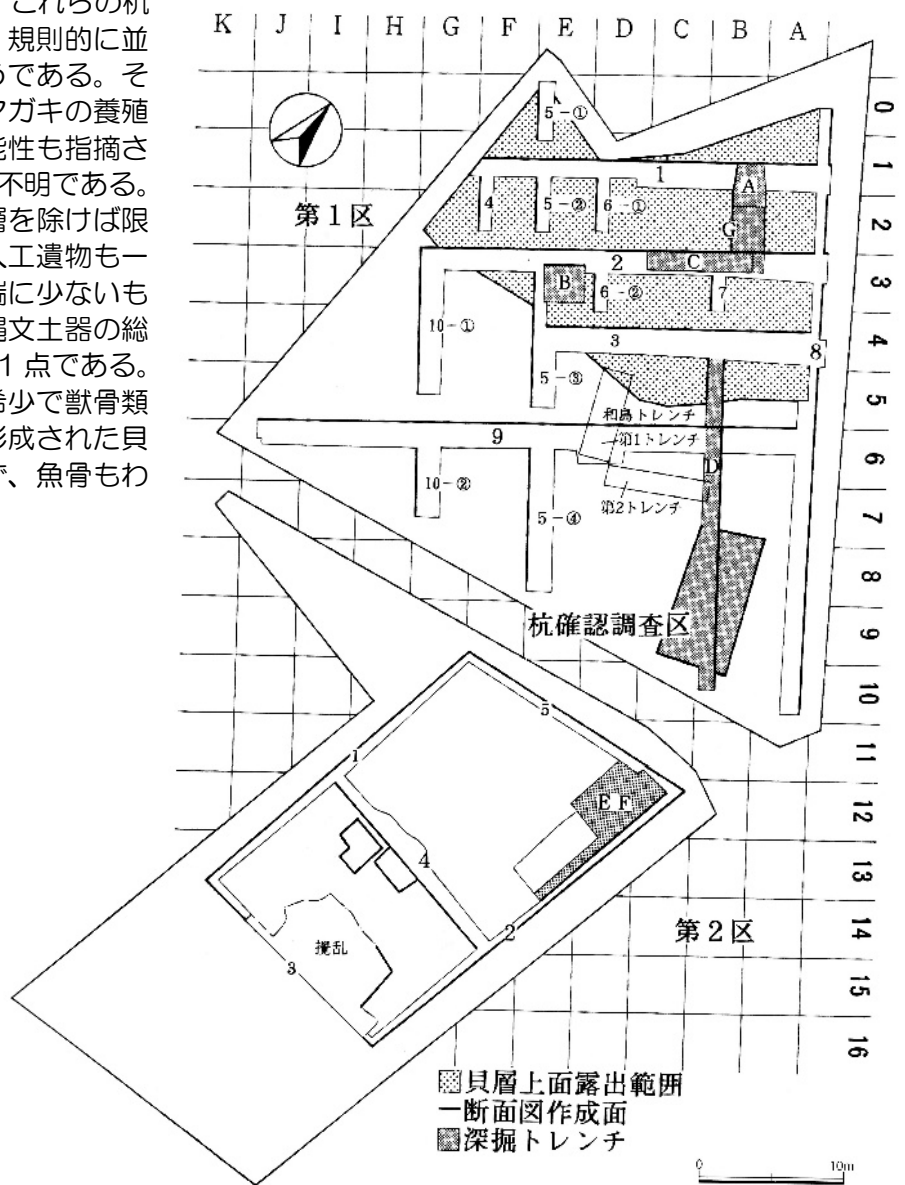 これらの杭
規則的に並
うである。そ
マガキの養殖
能性も指摘さ
不明である。
層を除けば限
人工遺物も一
端に少ないも
縄文土器の総
1 点である。
希少で獣骨類
形成された貝
で、魚骨もわ
K J I H G F E D C B A
0
1
2
3
4
5
6
7
8
9
10
11
12
13
14
15
16
第1区
5-①
1
A
4
5-②
6-①
G
2
C
B
6-②
7
10-①
3
8
5-③
和島トレンチ
9
第1トレンチ
D
10-②
第2トレンチ
5-④
杭確認調査区
5
1
E F
4
2
第2区
攪乱
3
貝層上面露出範囲
断面図作成面
深掘トレンチ
0 10m